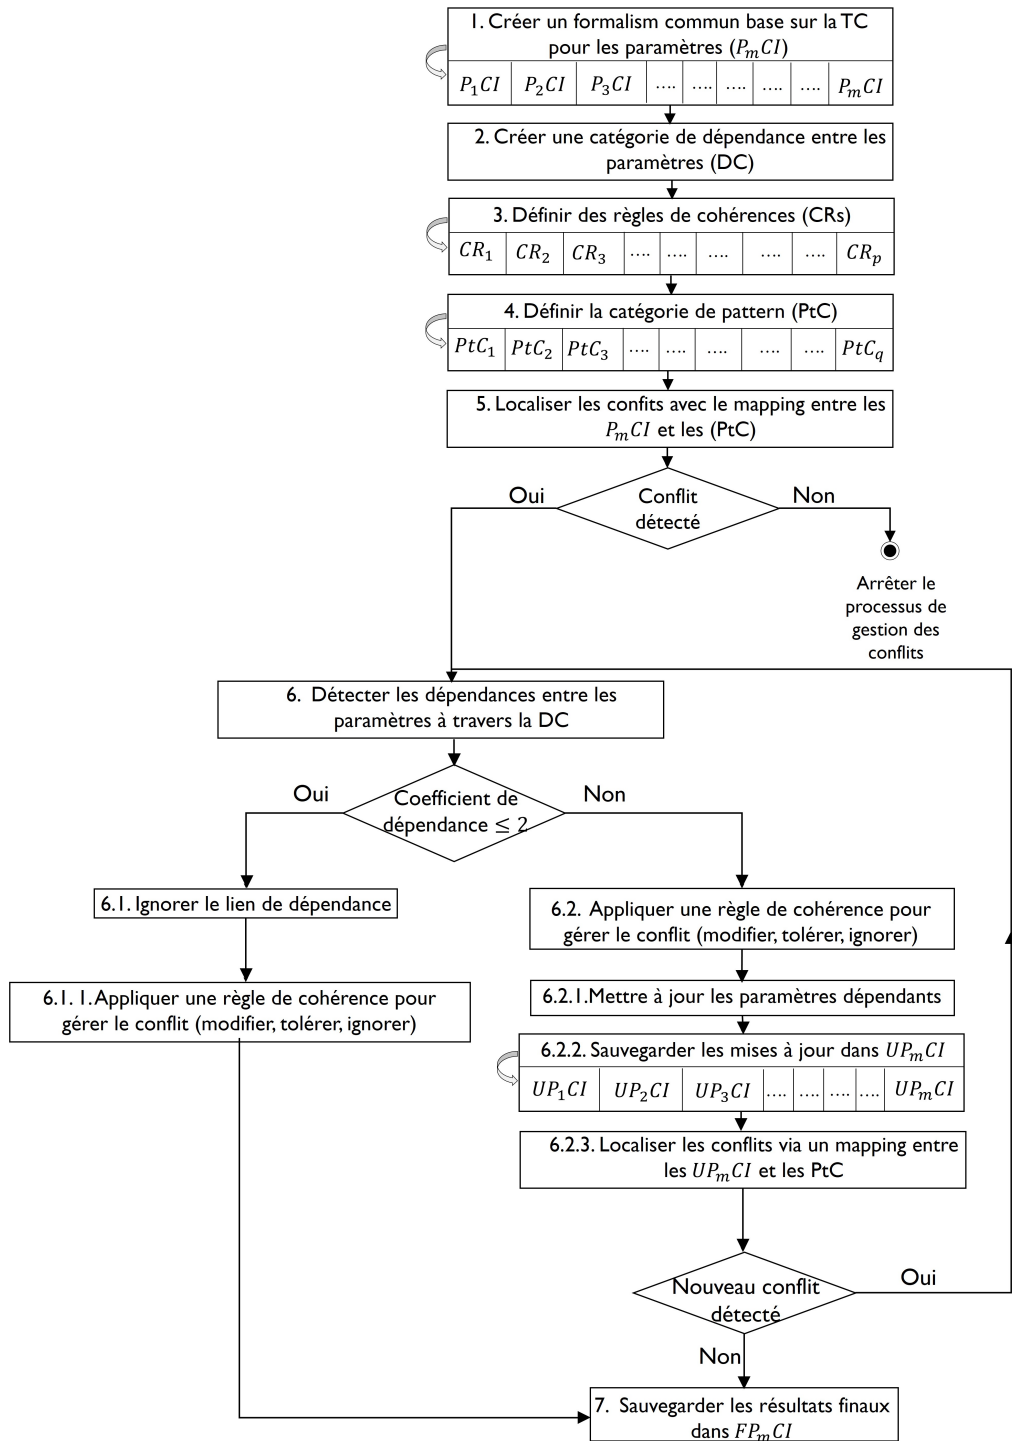 1. Créer un formalism commun base sur la TC
pour les paramètres (PₘCI)
P₁CI P₂CI P₃CI .... .... .... .... .... PₘCI
2. Créer une catégorie de dépendance entre les
paramètres (DC)
3. Définir des règles de cohérences (CRs)
CR₁ CR₂ CR₃ .... .... .... .... .... CRₚ
4. Définir la catégorie de pattern (PtC)
PtC₁ PtC₂ PtC₃ .... .... .... .... .... PtC_q
5. Localiser les confits avec le mapping entre les
PₘCI et les (PtC)
Oui
Conflit
détecté
Non
Arrêter le
processus de
gestion des
conflits
6. Détecter les dépendances entre les
paramètres à travers la DC
Oui
Coefficient de
dépendance ≤ 2
Non
6.1. Ignorer le lien de dépendance
6.2. Appliquer une règle de cohérence pour
gérer le conflit (modifier, tolérer, ignorer)
6.1. 1. Appliquer une règle de cohérence pour
gérer le conflit (modifier, tolérer, ignorer)
6.2.1. Mettre à jour les paramètres dépendants
6.2.2. Sauvegarder les mises à jour dans UPₘCI
UP₁CI UP₂CI UP₃CI .... .... .... .... UPₘCI
6.2.3. Localiser les conflits via un mapping entre
les UPₘCI et les PtC
Nouveau conflit
détecté
Oui
Non
7. Sauvegarder les résultats finaux
dans FPₘCI